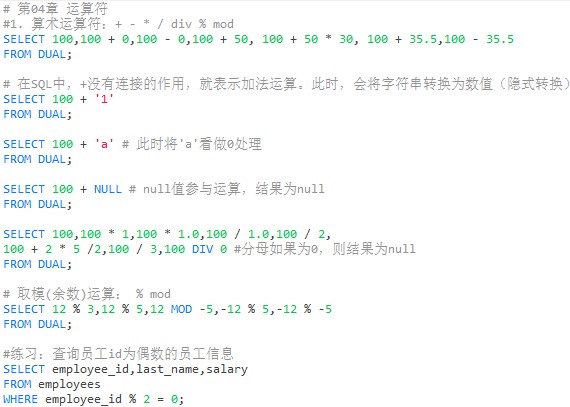 # 第04章 运算符
#1. 算术运算符：+ - * / div % mod
SELECT 100,100 + 0,100 - 0,100 + 50, 100 + 50 * 30, 100 + 35.5,100 - 35.5
FROM DUAL;
# 在SQL中，+没有连接的作用，就表示加法运算。此时，会将字符串转换为数值（隐式转换）
SELECT 100 + '1'
FROM DUAL;
SELECT 100 + 'a' # 此时将'a'看做0处理
FROM DUAL;
SELECT 100 + NULL # null值参与运算，结果为null
FROM DUAL;
SELECT 100,100 * 1,100 * 1.0,100 / 1.0,100 / 2,
100 + 2 * 5 /2,100 / 3,100 DIV 0 #分母如果为0，则结果为null
FROM DUAL;
# 取模(余数)运算： % mod
SELECT 12 % 3,12 % 5,12 MOD -5,-12 % 5,-12 % -5
FROM DUAL;
#练习：查询员工id为偶数的员工信息
SELECT employee_id,last_name,salary
FROM employees
WHERE employee_id % 2 = 0;